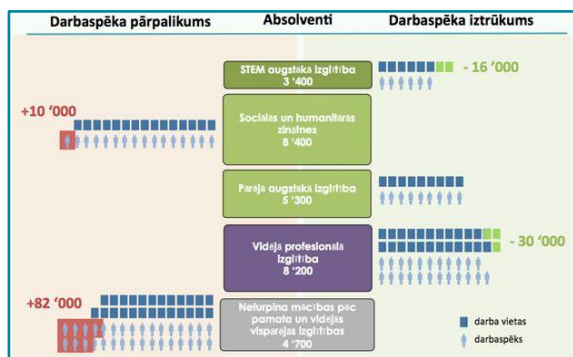 Darbaspēka pārpalikums
Absolventi
Darbaspēka iztrūkums
STEM augstākā izglītība
3 ‘400
- 16 ‘000
+10 ‘000
Sociālās un humanitārās
zinātnes
8 ‘400
Pārējā augstākā izglītība
5 ‘300
Vidējā profesionālā
izglītība
8 ‘200
- 30 ‘000
+82 ‘000
Neturpina mācības pēc
pamata un vidējās
vispārējās izglītības
4 ‘700
darba vietas
darbaspēks